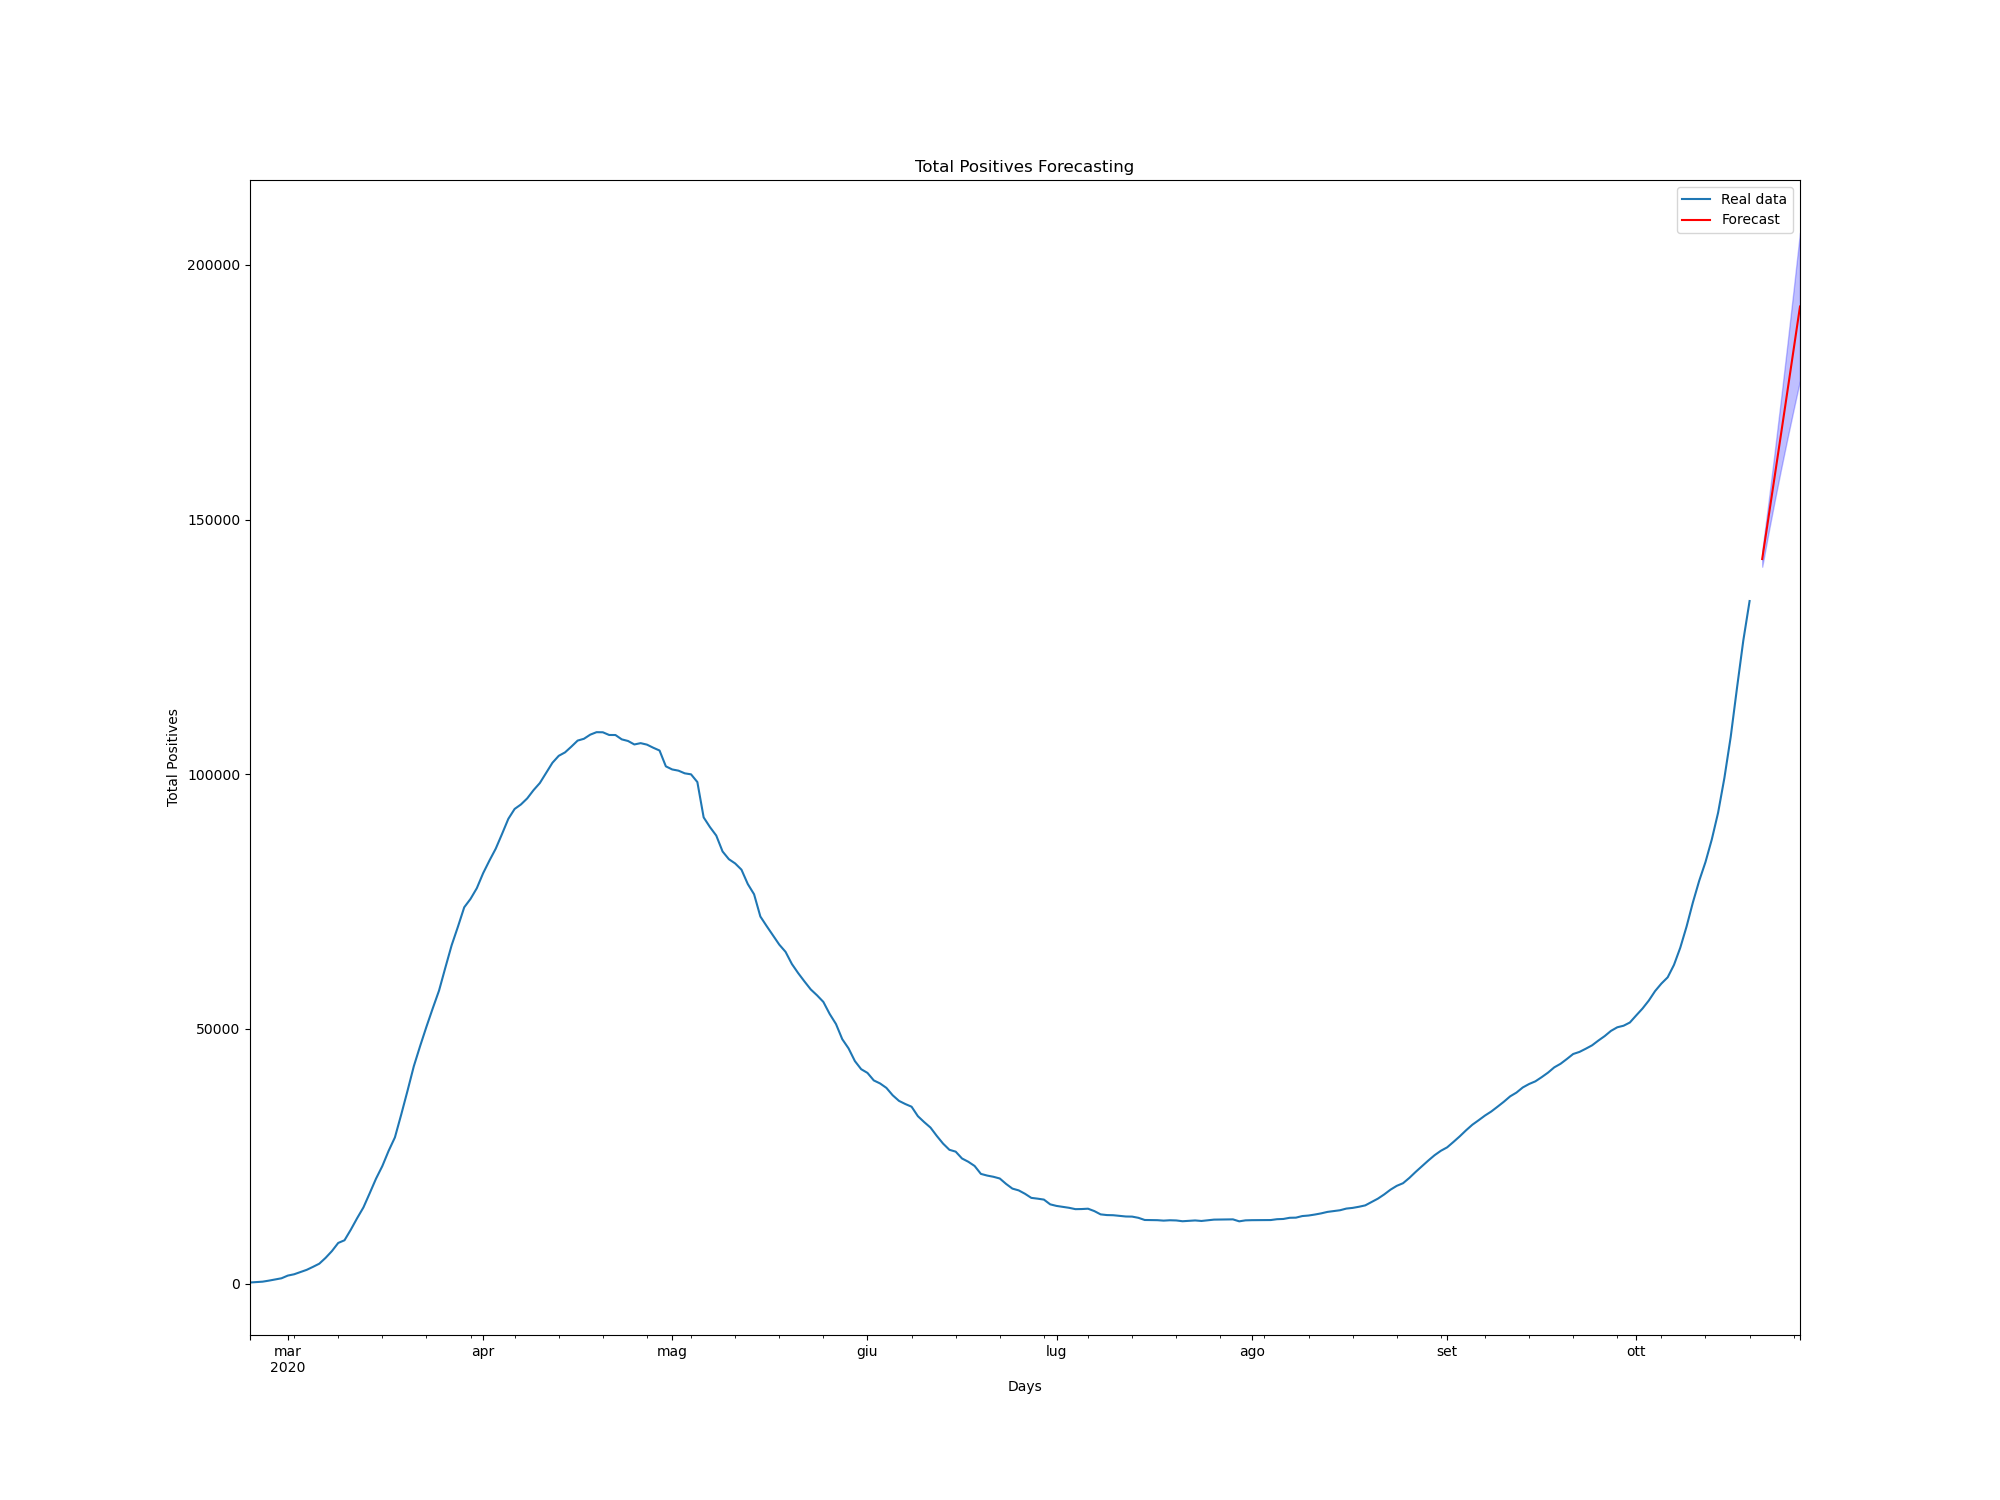 Total Positives Forecasting
Real data
Forecast
200000
150000
100000
50000
0
Total Positives
mar apr mag giu lug ago set ott
2020
Days